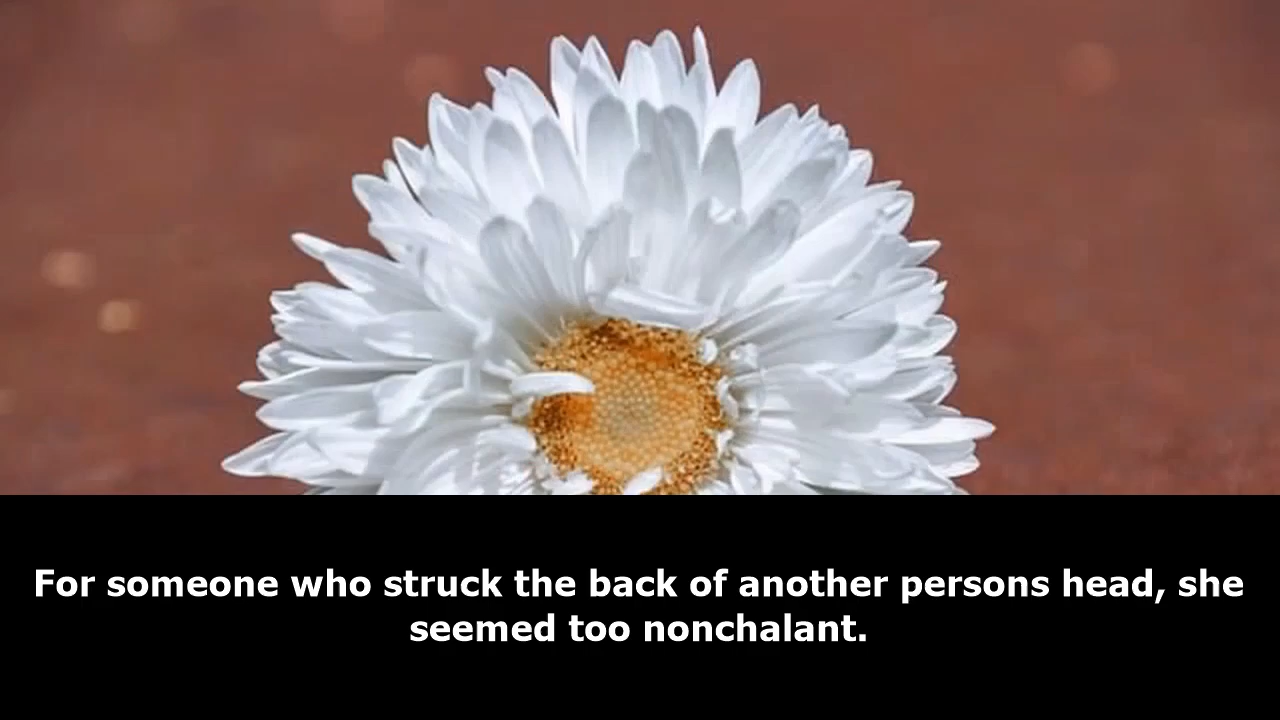 For someone who struck the back of another persons head, she
seemed too nonchalant.